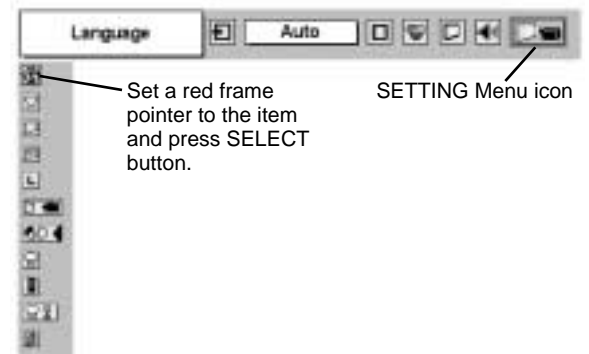 Language
Auto
Set a red frame
pointer to the item
and press SELECT
button.
SETTING Menu icon